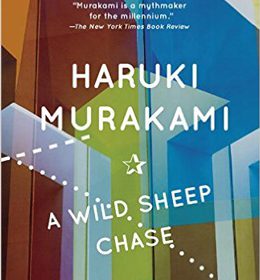 "Murakami is a mythmaker
for the millennium."
—The New York Times Book Review
HARUKI
MURAKAMI
A WILD SHEEP
CHASE